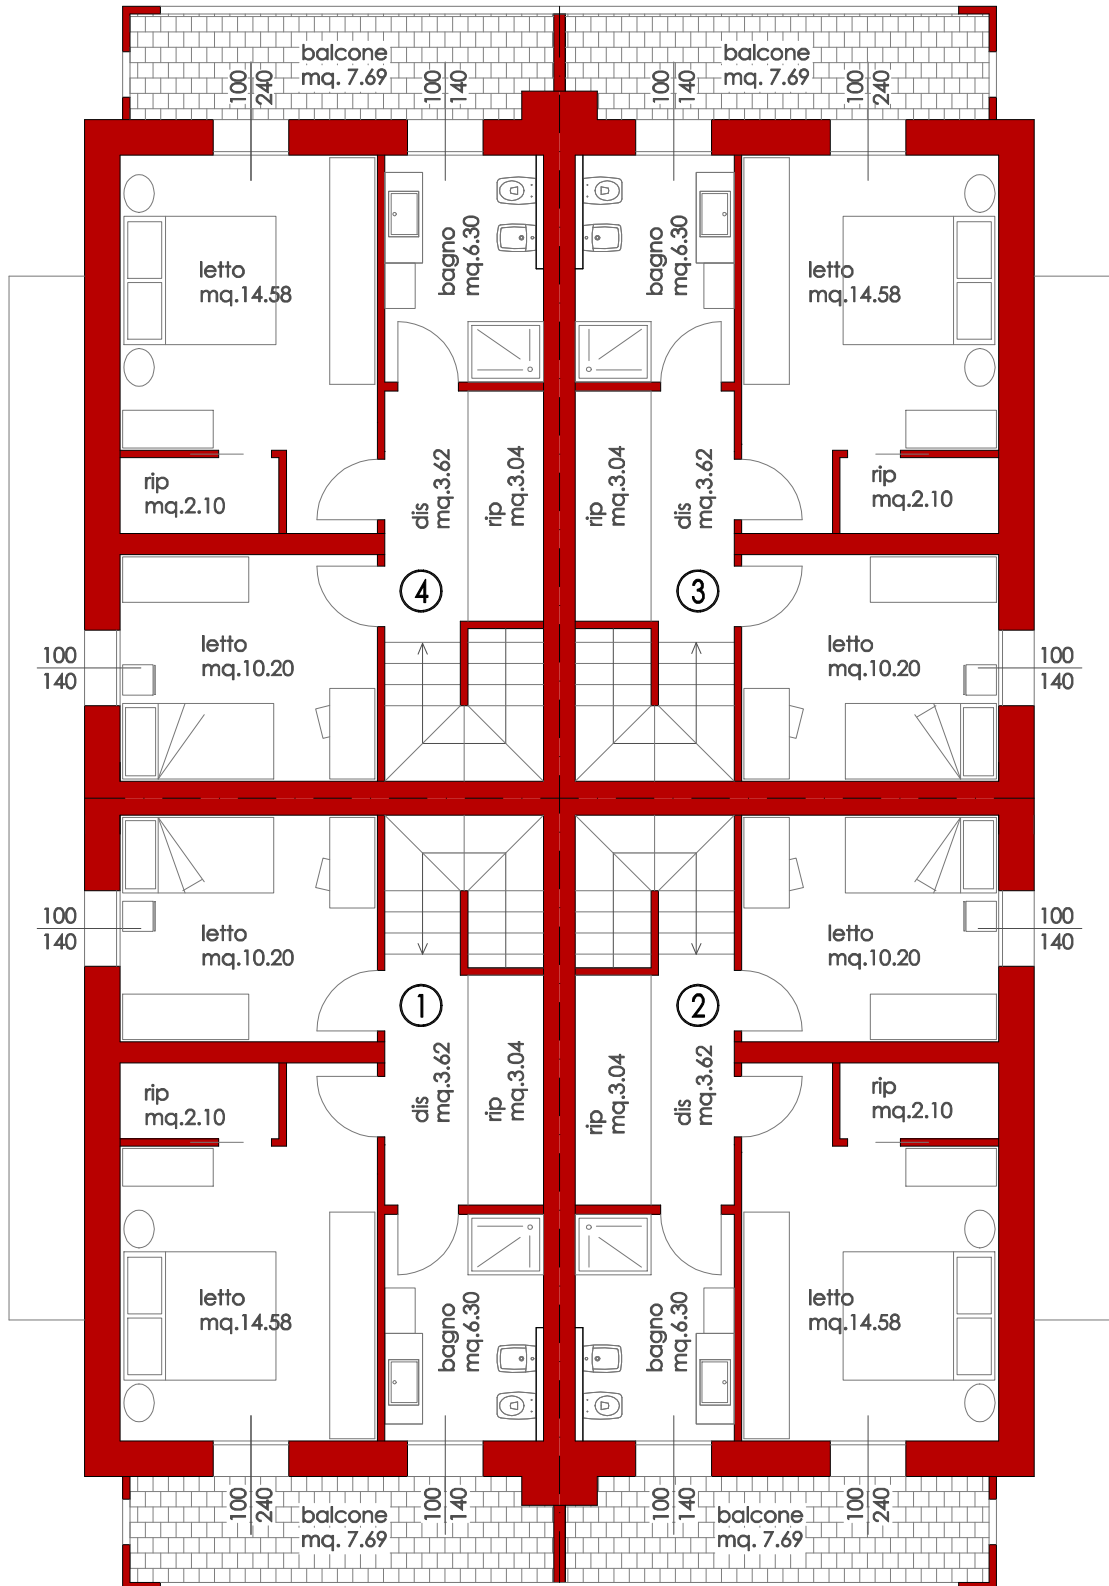 balcone
mq. 7.69
balcone
mq. 7.69
100
240
100
140
100
140
100
240
letto
mq.14.58
bagno
mq.6.30
bagno
mq.6.30
letto
mq.14.58
rip
mq.2.10
dis
mq.3.62
rip
mq.3.04
rip
mq.3.04
dis
mq.3.62
rip
mq.2.10
4
3
letto
mq.10.20
letto
mq.10.20
100
140
100
140
100
140
100
140
letto
mq.10.20
letto
mq.10.20
1
2
rip
mq.2.10
dis
mq.3.62
rip
mq.3.04
rip
mq.3.04
dis
mq.3.62
rip
mq.2.10
letto
mq.14.58
bagno
mq.6.30
bagno
mq.6.30
letto
mq.14.58
100
240
100
140
100
140
100
240
balcone
mq. 7.69
balcone
mq. 7.69